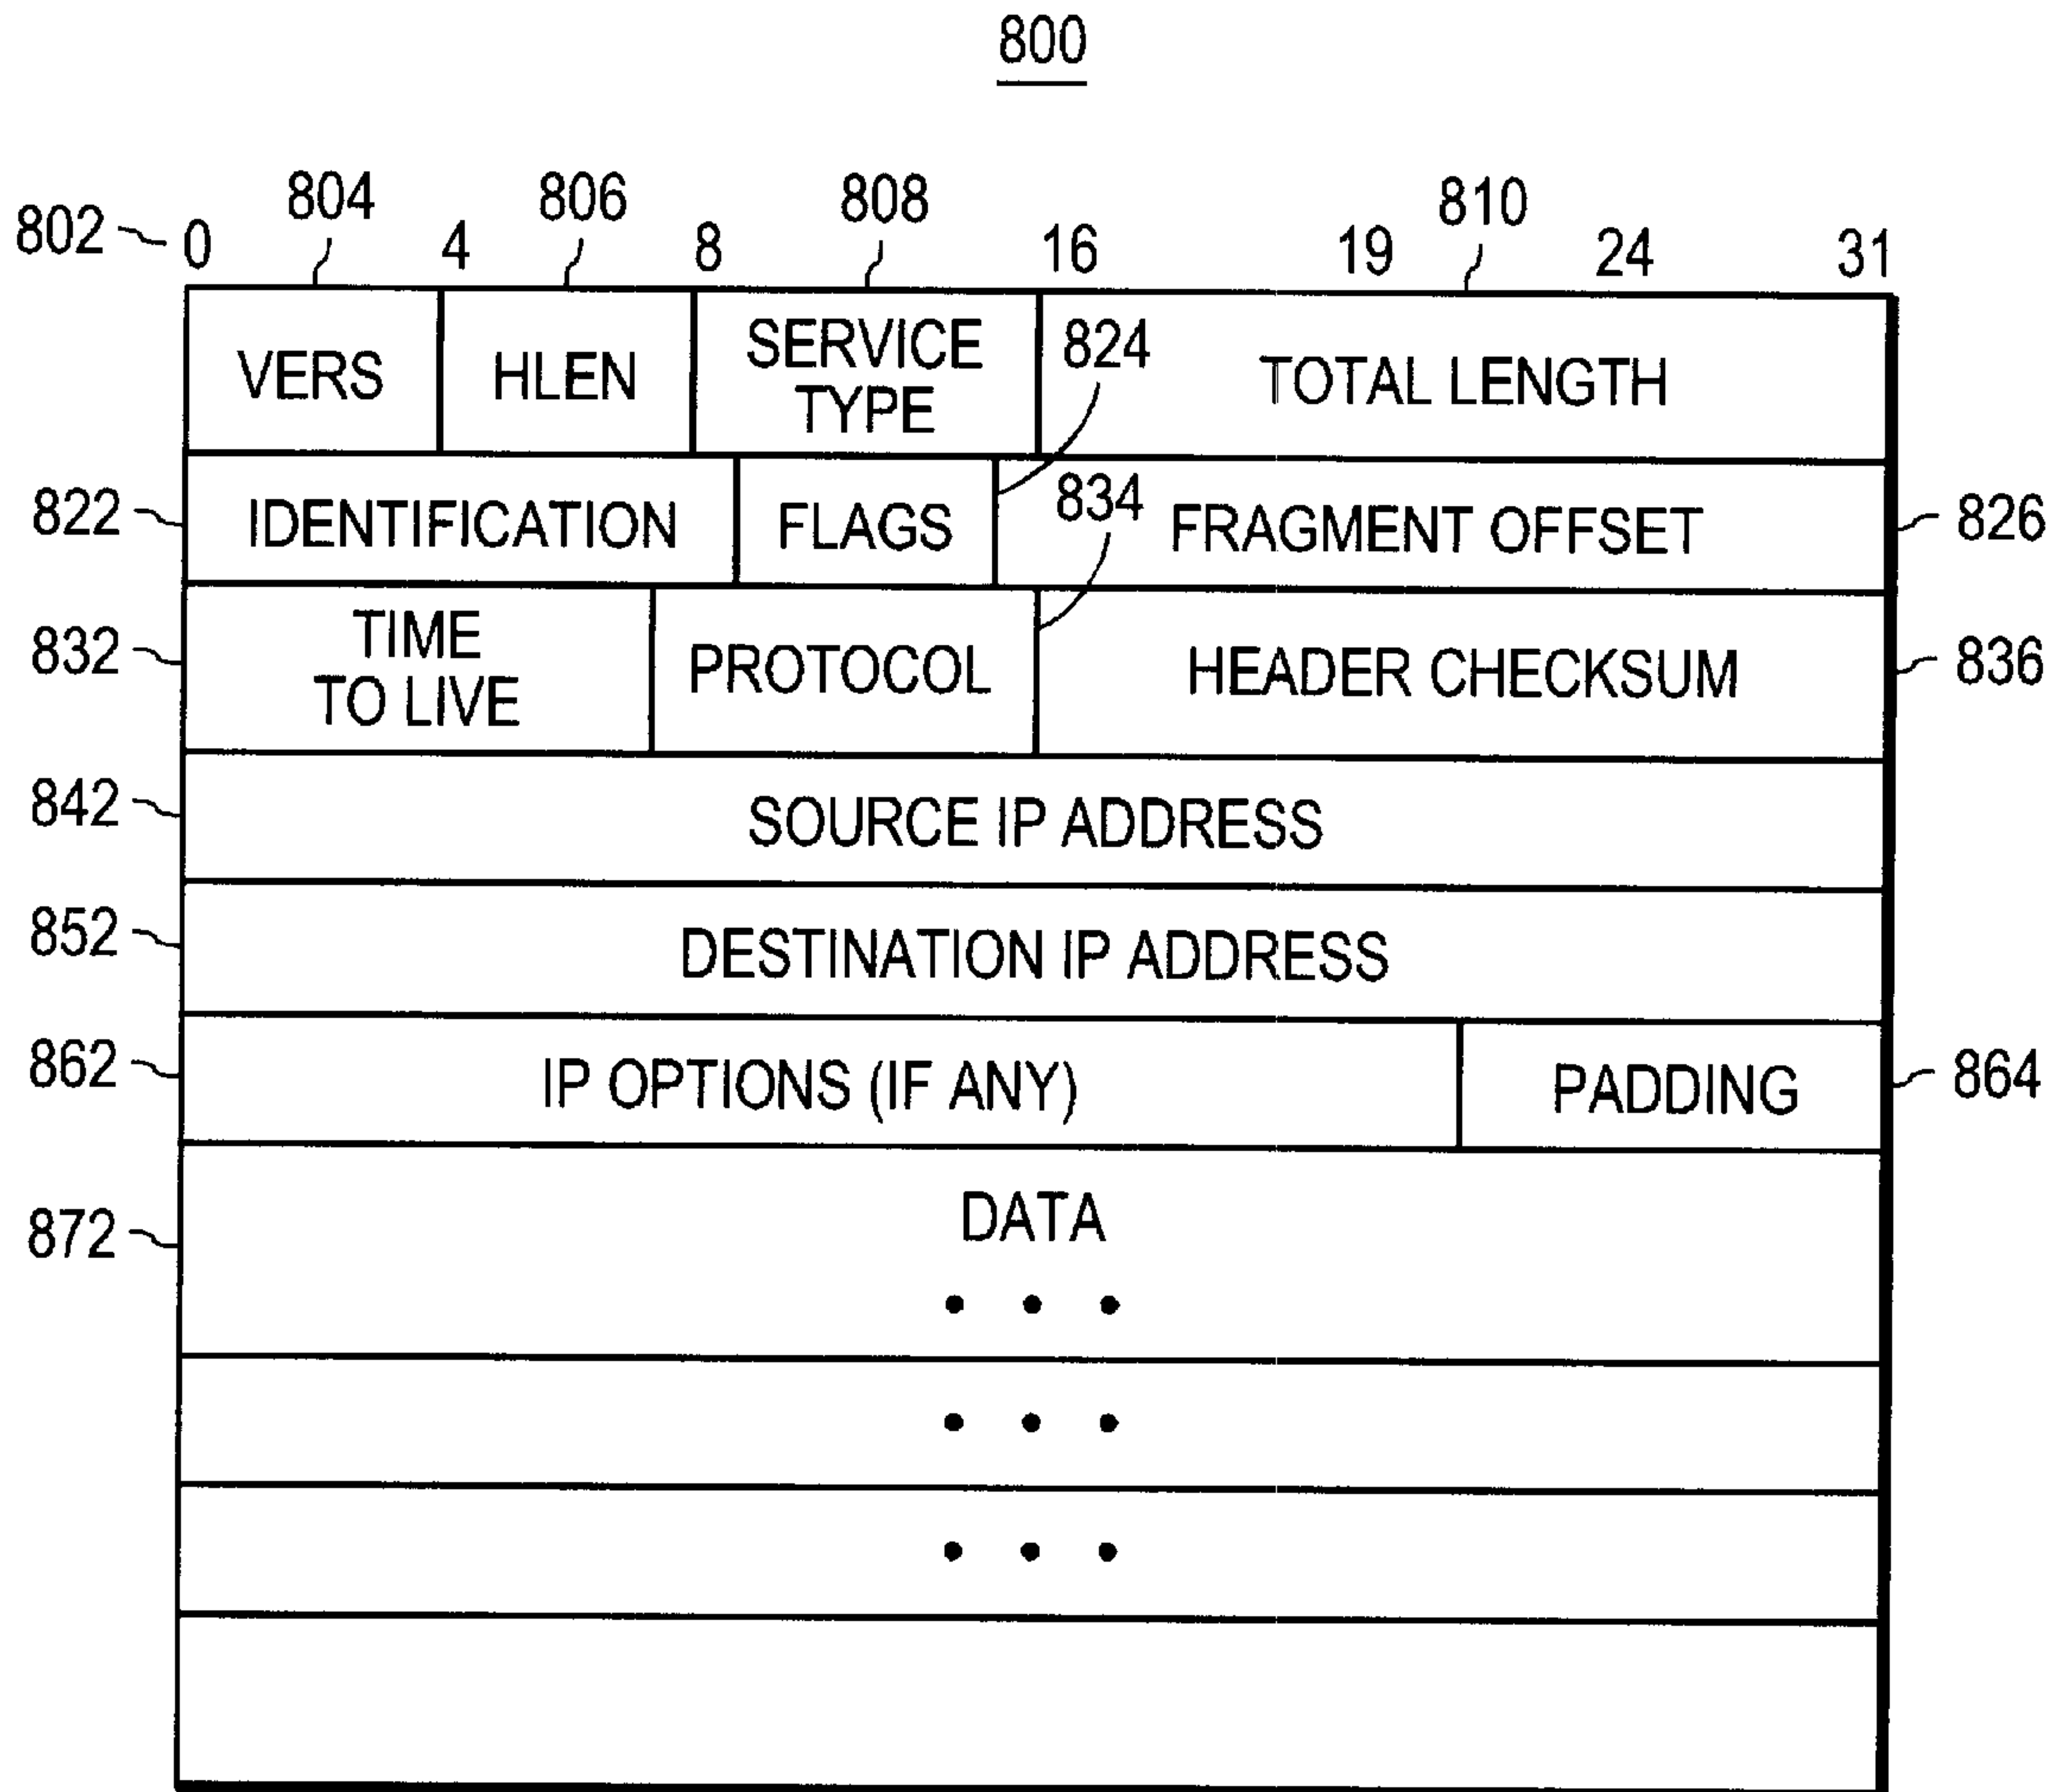 800
804 806 808 810
802 0 4 8 16 19 24 31
VERS HLEN SERVICE TYPE 824 TOTAL LENGTH
822 IDENTIFICATION FLAGS 834 FRAGMENT OFFSET 826
832 TIME TO LIVE PROTOCOL HEADER CHECKSUM 836
842 SOURCE IP ADDRESS
852 DESTINATION IP ADDRESS
862 IP OPTIONS (IF ANY) PADDING 864
872 DATA